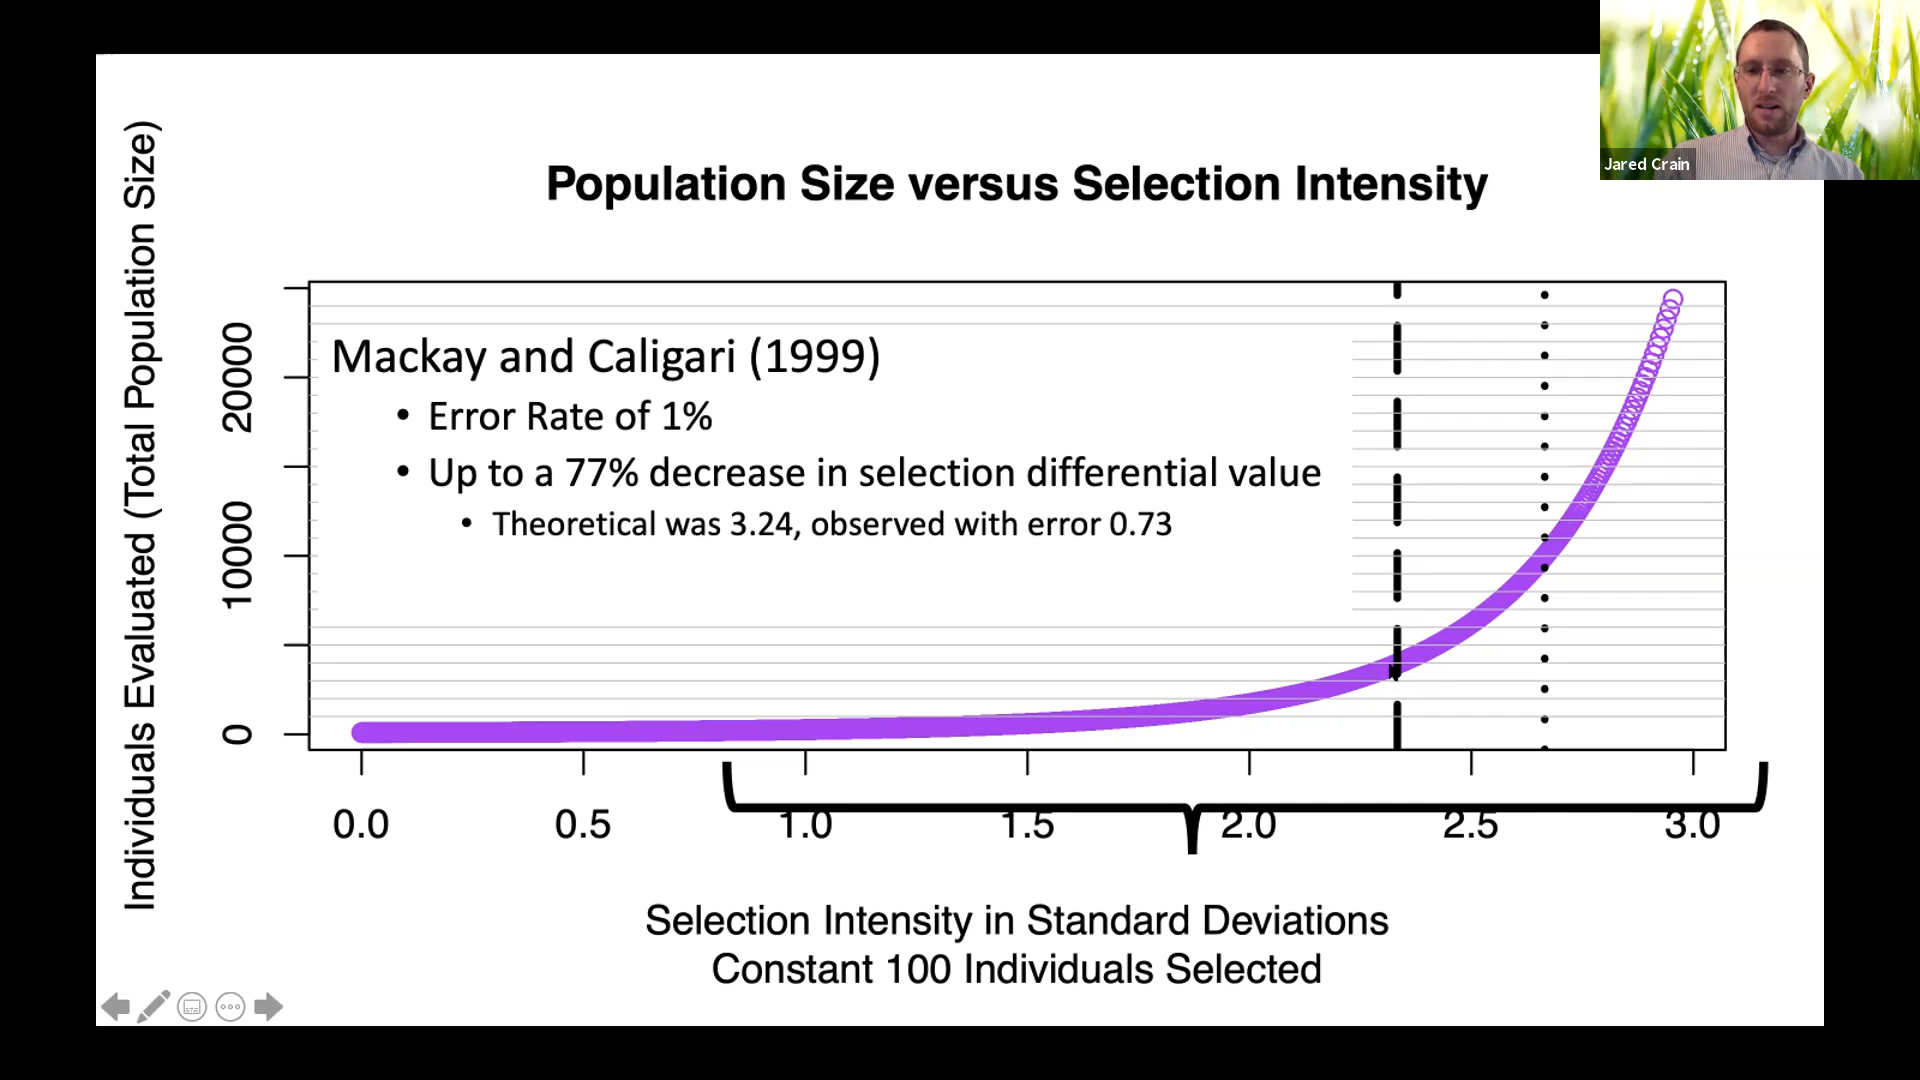 Jared Crain
Population Size versus Selection Intensity
Individuals Evaluated (Total Population Size)
20000
10000
0
Mackay and Caligari (1999)
• Error Rate of 1%
• Up to a 77% decrease in selection differential value
• Theoretical was 3.24, observed with error 0.73
0.0 0.5 1.0 1.5 2.0 2.5 3.0
Selection Intensity in Standard Deviations
Constant 100 Individuals Selected